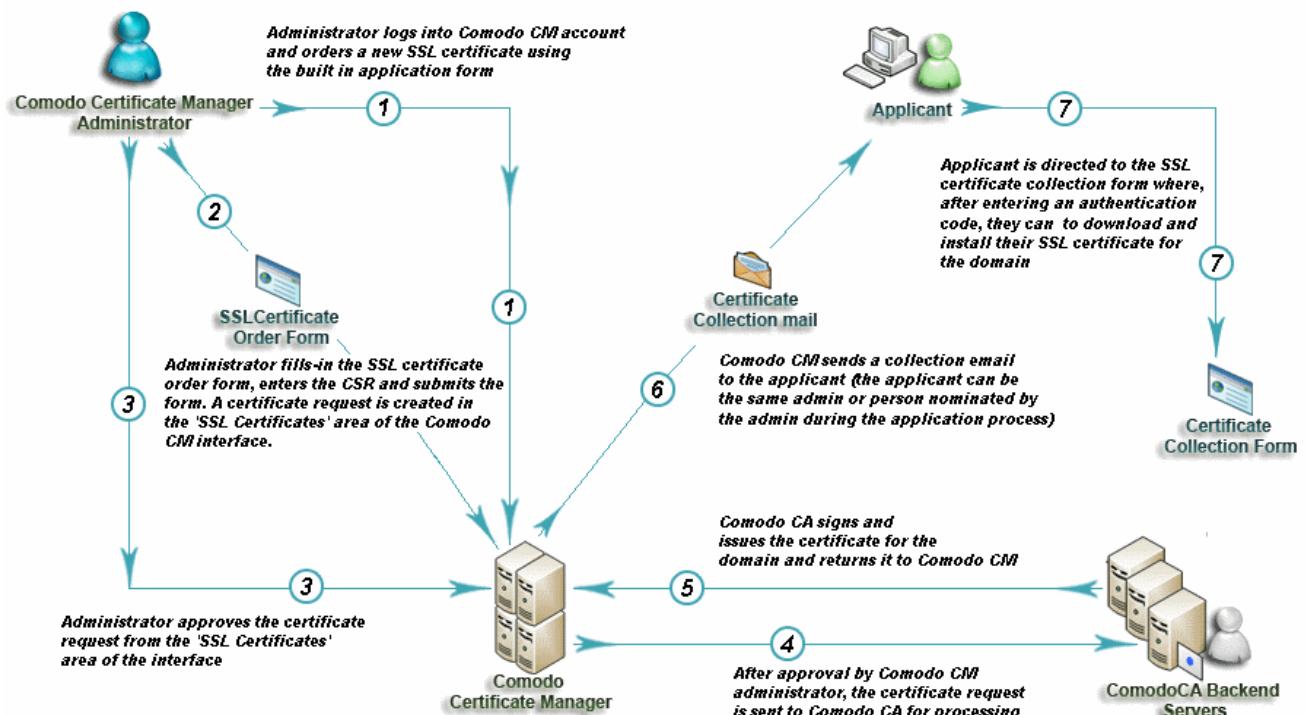 Administrator logs into Comodo CM account
and orders a new SSL certificate using
the built in application form
Comodo Certificate Manager
Administrator
1
Applicant
7
2
Applicant is directed to the SSL
certificate collection form where,
after entering an authentication
code, they can to download and
install their SSL certificate for
the domain
7
SSLCertificate
Order Form
1
Certificate
Collection mail
Administrator fills-in the SSL certificate
order form, enters the CSR and submits the
form. A certificate request is created in
the 'SSL Certificates' area of the Comodo
CM interface.
3
6
Comodo CM sends a collection email
to the applicant (the applicant can be
the same admin or person nominated by
the admin during the application process)
Certificate
Collection Form
Comodo CA signs and
issues the certificate for the
domain and returns it to Comodo CM
3
5
Administrator approves the certificate
request from the 'SSL Certificates'
area of the interface
4
Comodo
Certificate Manager
After approval by Comodo CM
administrator, the certificate request
is sent to Comodo CA for processing
ComodoCA Backend
Servers